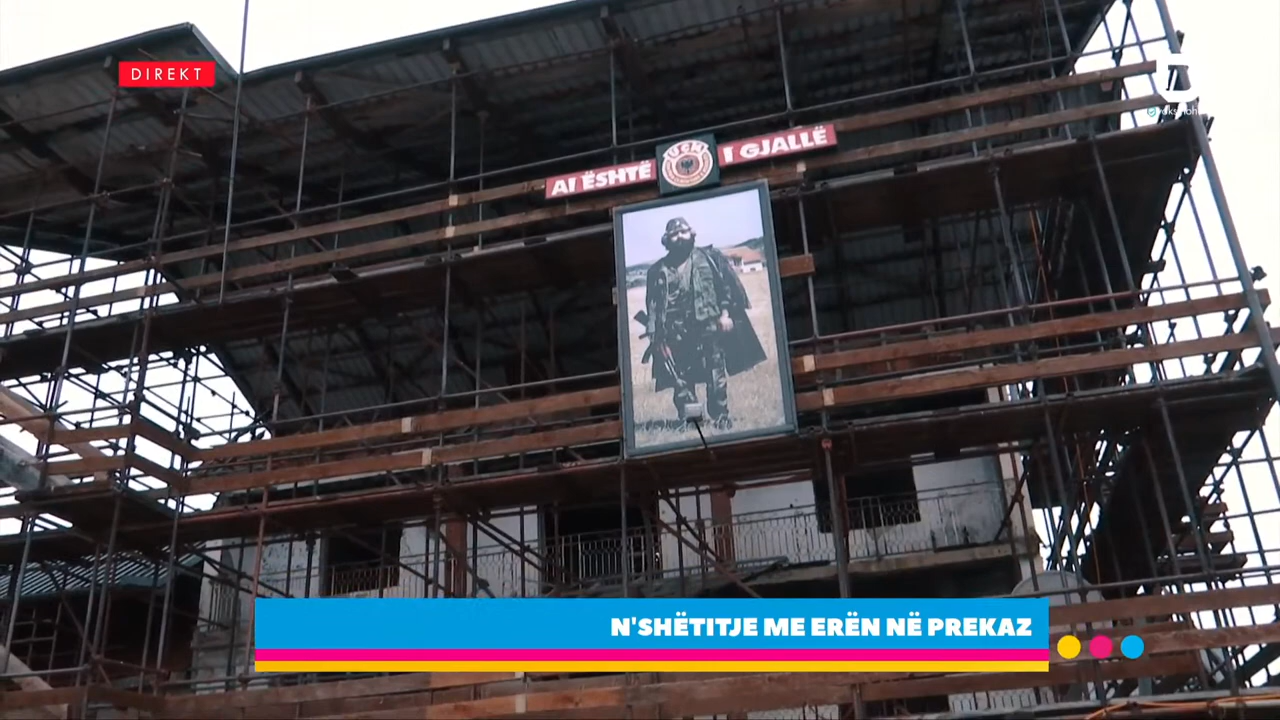 DIREKT
AI ËSHTË
UÇK
I GJALLË
N'SHËTITJE ME ERËN NË PREKAZ